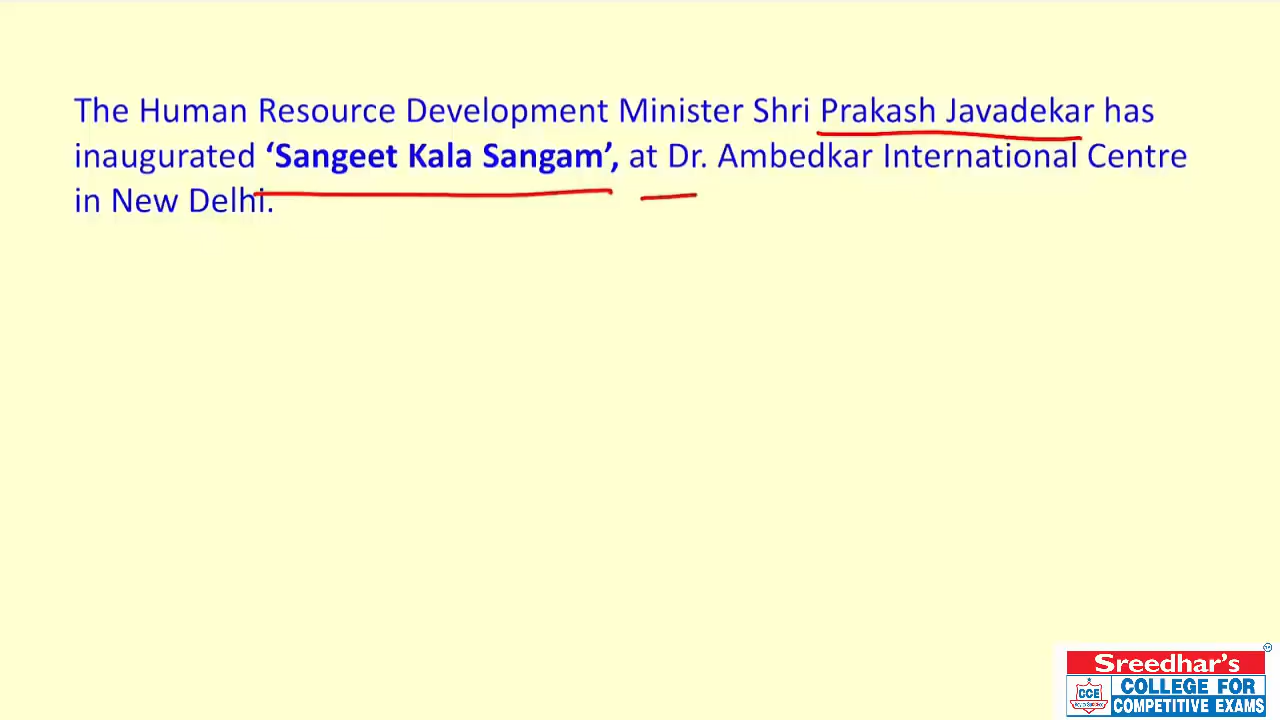 The Human Resource Development Minister Shri Prakash Javadekar has
inaugurated ‘Sangeet Kala Sangam’, at Dr. Ambedkar International Centre
in New Delhi.
Sreedhar's
CCE
COLLEGE FOR
COMPETITIVE EXAMS